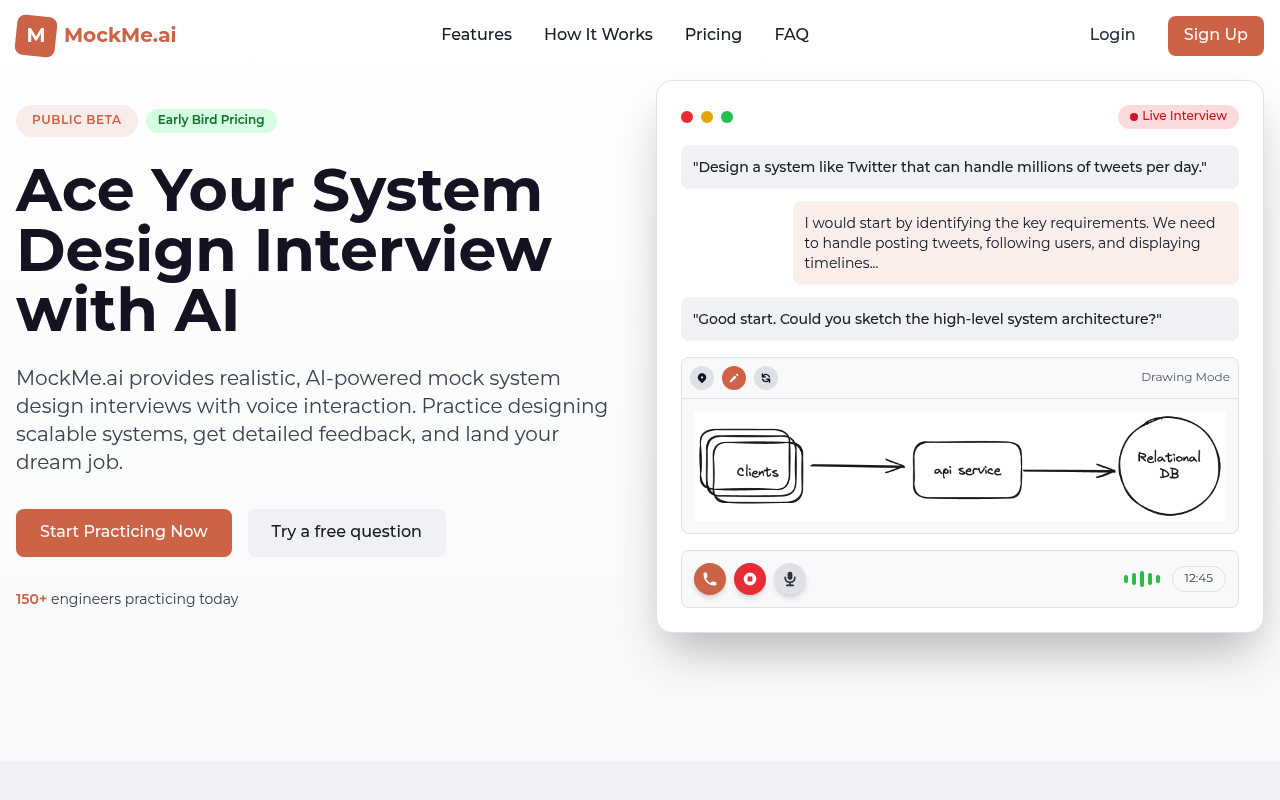 M MockMe.ai
Features How It Works Pricing FAQ
Login Sign Up
PUBLIC BETA Early Bird Pricing
Ace Your System
Design Interview
with AI
MockMe.ai provides realistic, AI-powered mock system
design interviews with voice interaction. Practice designing
scalable systems, get detailed feedback, and land your
dream job.
Start Practicing Now Try a free question
150+ engineers practicing today
Live Interview
"Design a system like Twitter that can handle millions of tweets per day."
I would start by identifying the key requirements. We need
to handle posting tweets, following users, and displaying
timelines...
"Good start. Could you sketch the high-level system architecture?"
Drawing Mode
Clients
api service
Relational
DB
12:45